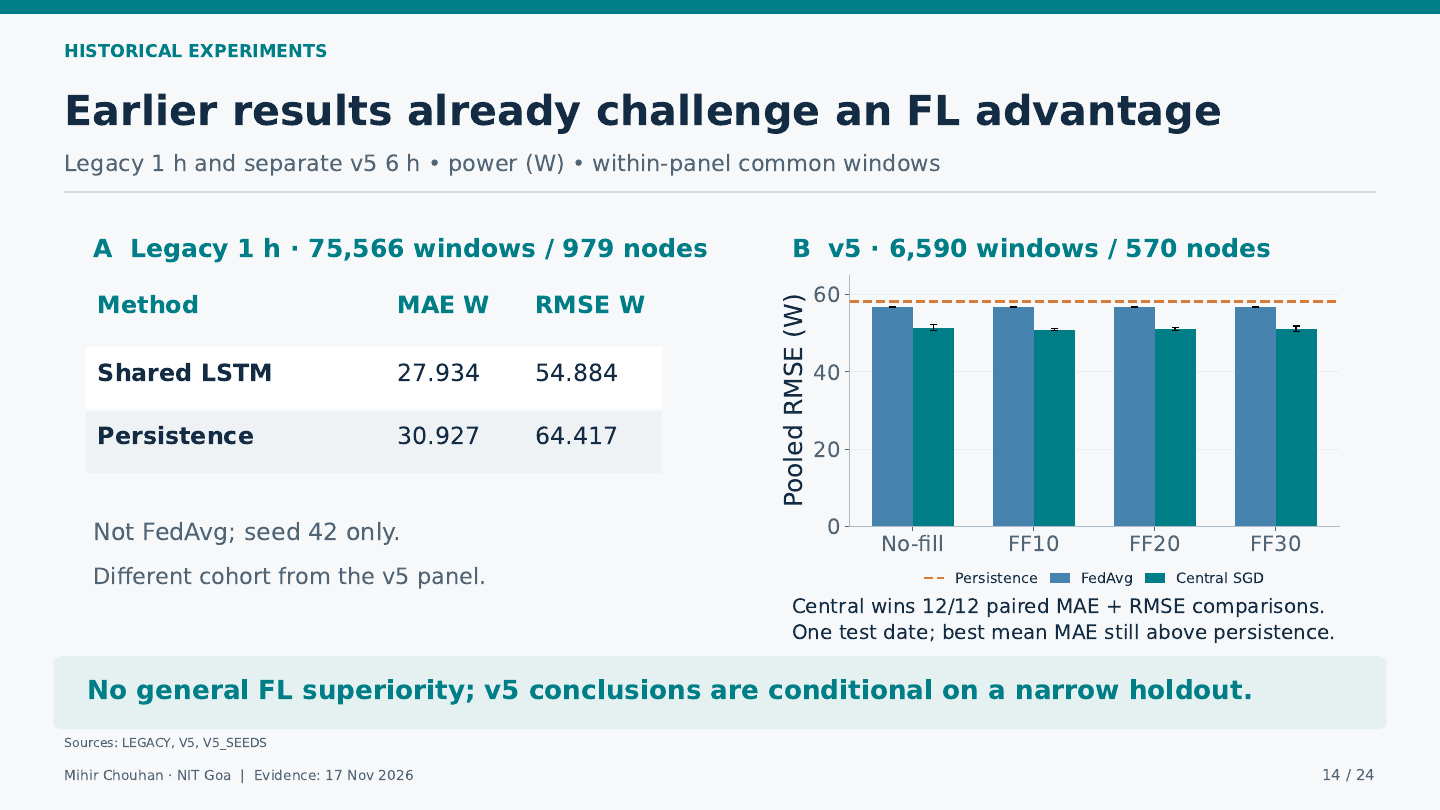 HISTORICAL EXPERIMENTS
Earlier results already challenge an FL advantage
Legacy 1 h and separate v5 6 h • power (W) • within-panel common windows
A Legacy 1 h · 75,566 windows / 979 nodes
Method MAE W RMSE W
Shared LSTM 27.934 54.884
Persistence 30.927 64.417
Not FedAvg; seed 42 only.
Different cohort from the v5 panel.
B v5 · 6,590 windows / 570 nodes
Pooled RMSE (W)
60
40
20
0
No-fill FF10 FF20 FF30
Persistence FedAvg Central SGD
Central wins 12/12 paired MAE + RMSE comparisons.
One test date; best mean MAE still above persistence.
No general FL superiority; v5 conclusions are conditional on a narrow holdout.
Sources: LEGACY, V5, V5_SEEDS
Mihir Chouhan · NIT Goa | Evidence: 17 Nov 2026
14 / 24